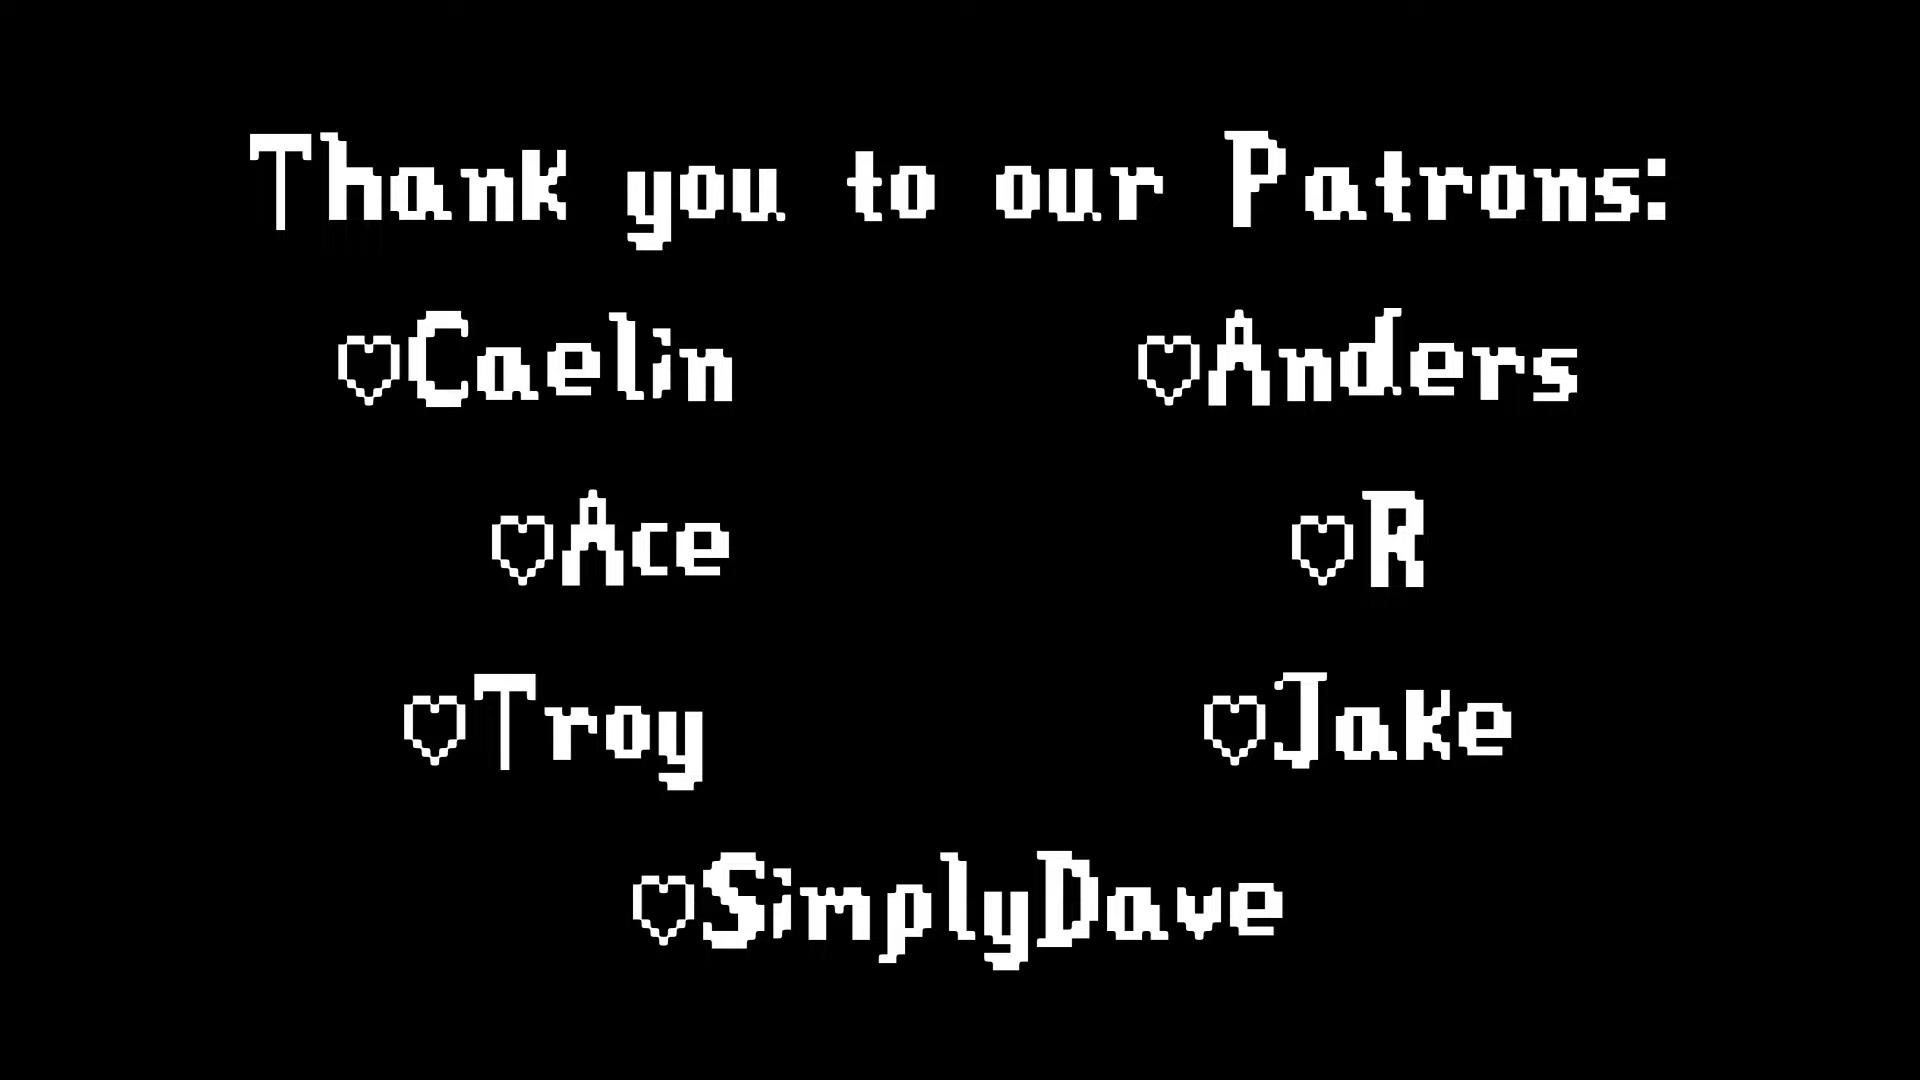 Thank you to our Patrons:
♡Caelin ♡Anders
♡Ace ♡R
♡Troy ♡Jake
♡SimplyDave